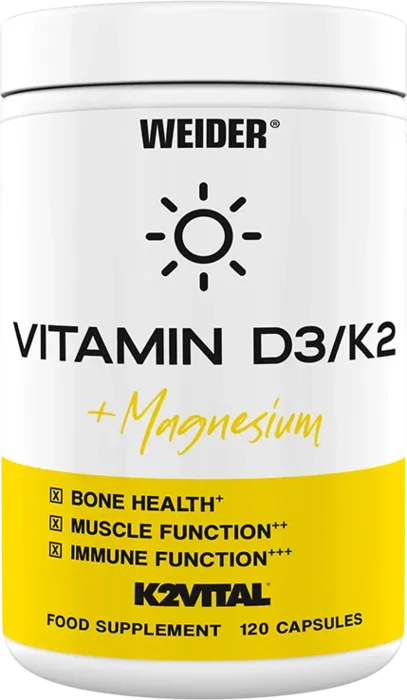 WEIDER®
VITAMIN D3/K2
+ Magnesium
☒ BONE HEALTH⁺
☒ MUSCLE FUNCTION⁺⁺
☒ IMMUNE FUNCTION⁺⁺⁺
K2VITAL®
FOOD SUPPLEMENT 120 CAPSULES